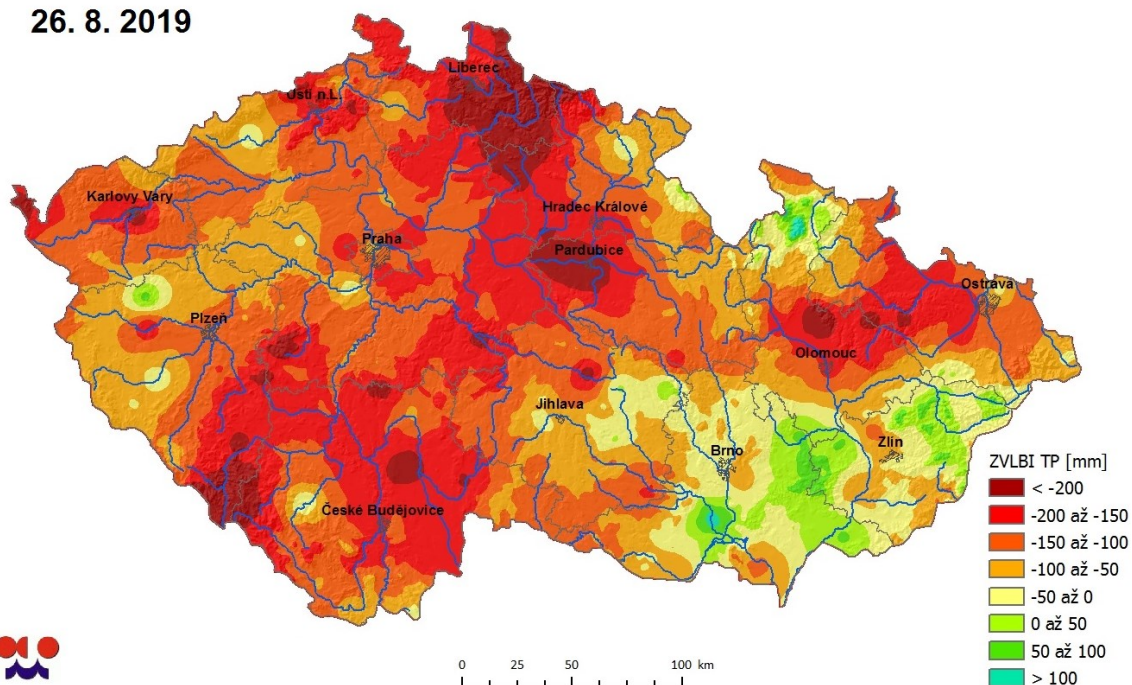 26. 8. 2019
Liberec
Ústí n.L.
Karlovy Vary
Hradec Králové
Praha
Pardubice
Ostrava
Plzeň
Olomouc
Jihlava
Zlín
Brno
České Budějovice
ZVLBI TP [mm]
< -200
-200 až -150
-150 až -100
-100 až -50
-50 až 0
0 až 50
50 až 100
> 100
0 25 50 100 km